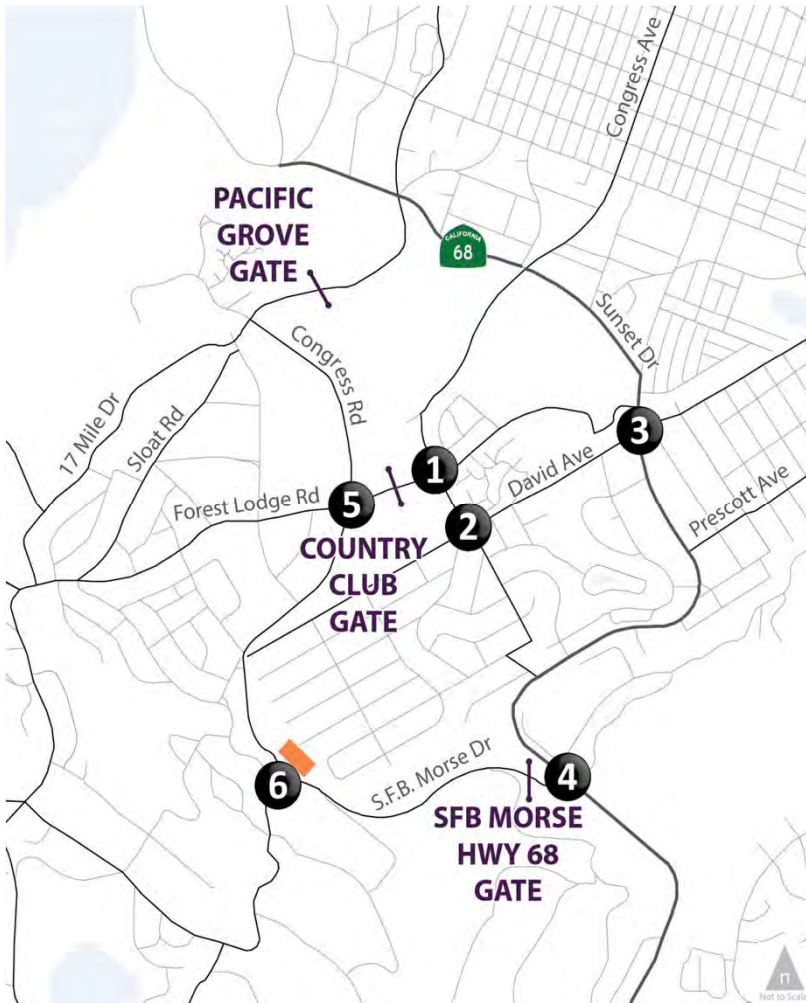 Congress Ave
PACIFIC
GROVE
GATE
CALIFORNIA
68
Sunset Dr
Congress Rd
17 Mile Dr
Sloat Rd
3
1
David Ave
Prescott Ave
Forest Lodge Rd
5
2
COUNTRY
CLUB
GATE
S.F.B. Morse Dr
4
6
SFB MORSE
HWY 68
GATE
n
Not to Scale